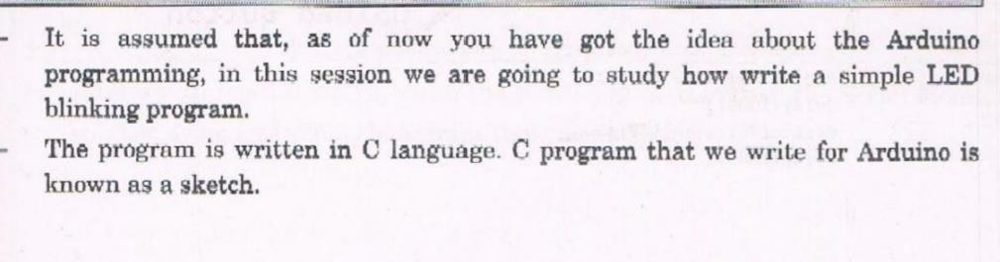 - It is assumed that, as of now you have got the idea about the Arduino
programming, in this session we are going to study how write a simple LED
blinking program.
- The program is written in C language. C program that we write for Arduino is
known as a sketch.